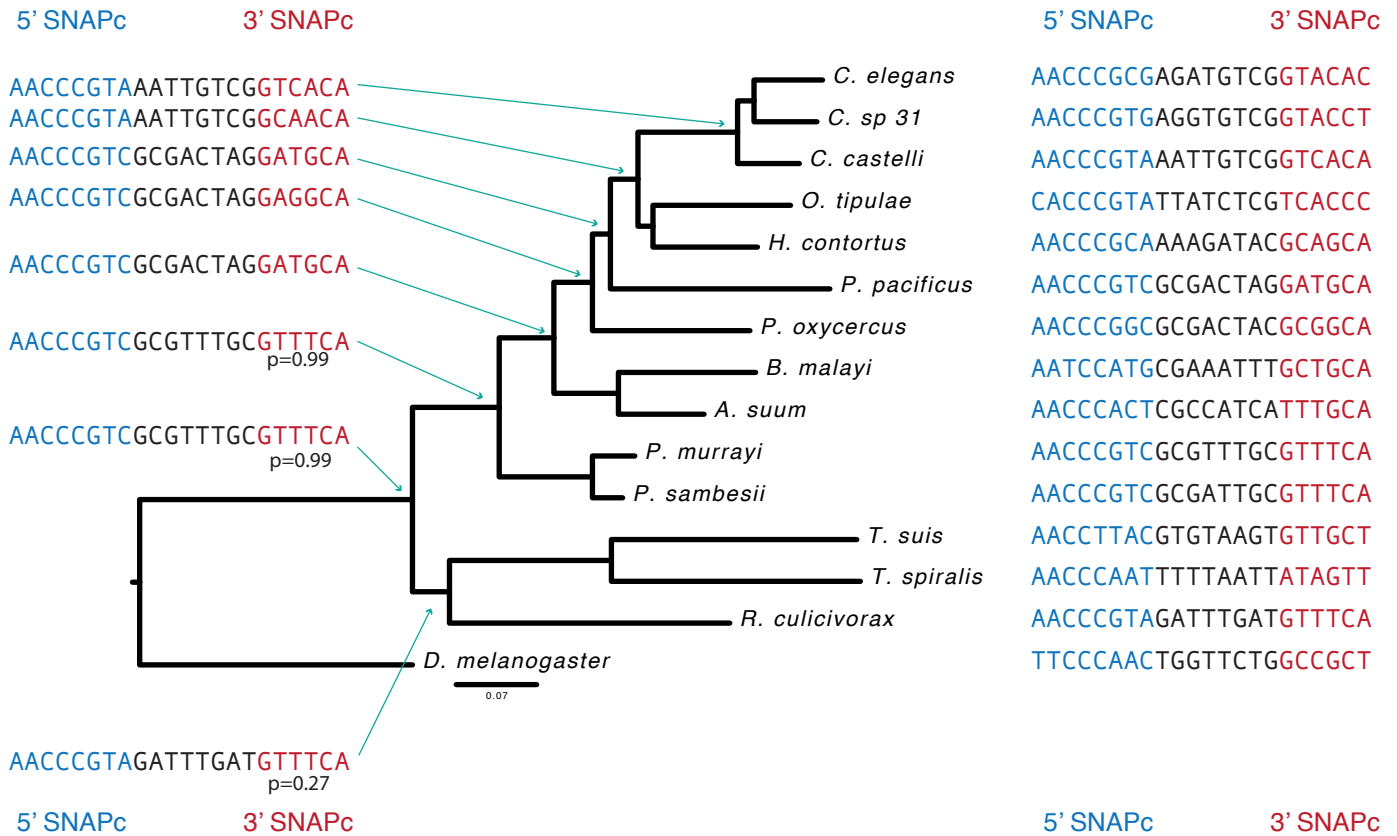 5’ SNAPc 3’ SNAPc 5’ SNAPc 3’ SNAPc
AACCCGTAAATTGTCGGTCACA
AACCCGTAAATTGTCGGCAACA
AACCCGTCGCGACTAGGATGCA
AACCCGTCGCGACTAGGAGGCA
AACCCGTCGCGACTAGGATGCA
AACCCGTCGCGTTTGCGTTTCA
p=0.99
AACCCGTCGCGTTTGCGTTTCA
p=0.99
AACCCGTAGATTTGATGTTTCA
p=0.27
C. elegans AACCCGCGAGATGTCGGTACAC
C. sp 31 AACCCGTGAGGTGTCGGTACCT
C. castelli AACCCGTAAATTGTCGGTCACA
O. tipulae CACCCGTATTATCTCGTCACCC
H. contortus AACCCGCAAAAGATACGCAGCA
P. pacificus AACCCGTCGCGACTAGGATGCA
P. oxycercus AACCCGGCGCGACTACGCGGCA
B. malayi AATCCATGCGAAATTTGCTGCA
A. suum AACCCACTCGCCATCATTTGCA
P. murrayi AACCCGTCGCGTTTGCGTTTCA
P. sambesii AACCCGTCGCGATTGCGTTTCA
T. suis AACCTTACGTGTAAGTGTTGCT
T. spiralis AACCCAATTTTTAATTATAGTT
R. culicivorax AACCCGTAGATTTGATGTTTCA
D. melanogaster TTCCCAACTGGTTCTGGCCGCT
0.07
5’ SNAPc 3’ SNAPc 5’ SNAPc 3’ SNAPc